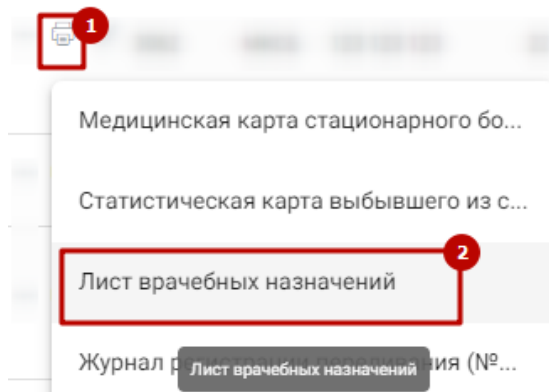 1
Медицинская карта стационарного бо...
Статистическая карта выбывшего из с...
2
Лист врачебных назначений
Журнал регистрации переливания (№...
Лист врачебных назначений